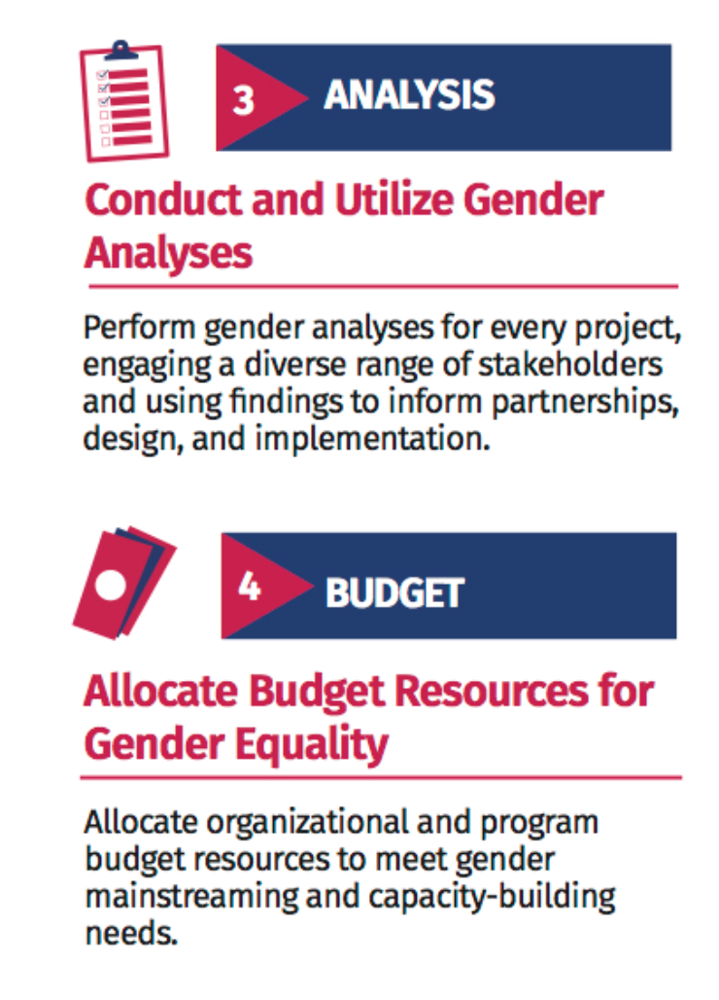 3
ANALYSIS
Conduct and Utilize Gender
Analyses
Perform gender analyses for every project,
engaging a diverse range of stakeholders
and using findings to inform partnerships,
design, and implementation.
4
BUDGET
Allocate Budget Resources for
Gender Equality
Allocate organizational and program
budget resources to meet gender
mainstreaming and capacity-building
needs.